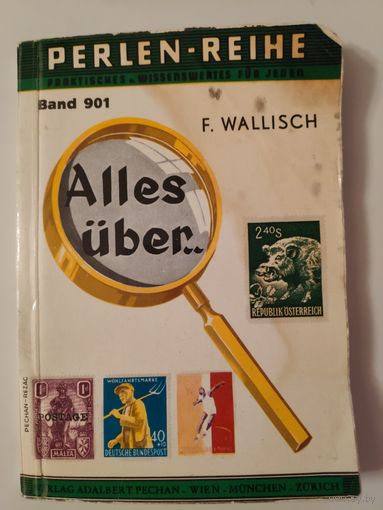 PERLEN-REIHE
PRAKTISCHES u. WISSENSWERTES FÜR JEDEN
Band 901
F. WALLISCH
Alles
über...
2 40 S
REPUBLIK ÖSTERREICH
PECHAN-REZAC
POSTAGE
MALTA
WOHLFAHRTSMARKE
40
+10
DEUTSCHE BUNDESPOST
VERLAG ADALBERT PECHAN - WIEN - MÜNCHEN - ZÜRICH